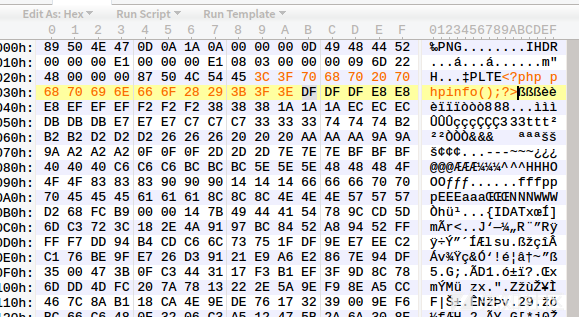 Edit As: Hex Run Script Run Template
0 1 2 3 4 5 6 7 8 9 A B C D E F 0123456789ABCDEF
000h: 89 50 4E 47 0D 0A 1A 0A 00 00 00 0D 49 48 44 52 ‰PNG........IHDR
010h: 00 00 00 E1 00 00 00 E1 08 03 00 00 00 09 6D 22 ...á...á......m"
020h: 48 00 00 00 87 50 4C 54 45 3C 3F 70 68 70 20 70 H...‡PLTE<?php p
030h: 68 70 69 6E 66 6F 28 29 3B 3F 3E DF DF DF E8 E8 hpinfo();?>ßßßèè
040h: E8 EF EF EF F2 F2 F2 38 38 38 1A 1A 1A EC EC EC èïïïòòò888...ììì
050h: DB DB DB E7 E7 E7 C7 C7 C7 33 33 33 74 74 74 B2 ÛÛÛçççÇÇÇ333ttt²
060h: B2 B2 D2 D2 D2 26 26 26 20 20 20 AA AA AA 9A 9A ²²ÒÒÒ&&& ªªªšš
070h: 9A A2 A2 A2 0F 0F 0F 2D 2D 2D 7E 7E 7E BF BF BF š¢¢¢...---~~~¿¿¿
080h: 40 40 40 C6 C6 C6 BC BC BC 5E 5E 5E 48 48 48 4F @@@ÆÆÆ¼¼¼^^^HHHO
090h: 4F 4F 83 83 83 90 90 90 14 14 14 66 66 66 70 70 OOƒƒƒ......fffpp
0A0h: 70 45 45 45 61 61 61 8C 8C 8C 4E 4E 4E 57 57 57 pEEEaaaŒŒŒNNNWWW
0B0h: D2 68 FC B9 00 00 14 7B 49 44 41 54 78 9C CD 5D Òhü¹...{IDATxœÍ]
0C0h: 6D C3 72 3C 18 2E 4A 91 97 BC 84 52 A8 94 52 FF
0D0h: FF F7 DD 94 B4 CD C6 6C 73 75 1F DF 9E E7 EE C2
0E0h: C1 76 BE 9F E7 26 D3 91 21 E9 A6 E2 86 7E 94 DF
0F0h: 35 00 47 3B 0F C3 44 31 17 F3 B1 EF 3F 9D 8C 78
100h: 6D DD 4D FC 20 7A 78 13 22 2E 5A 9E F9 8E A5 CC
110h: 46 7C 8A B1 18 CA 4E 9E DE 76 17 32 39 00 9E F6